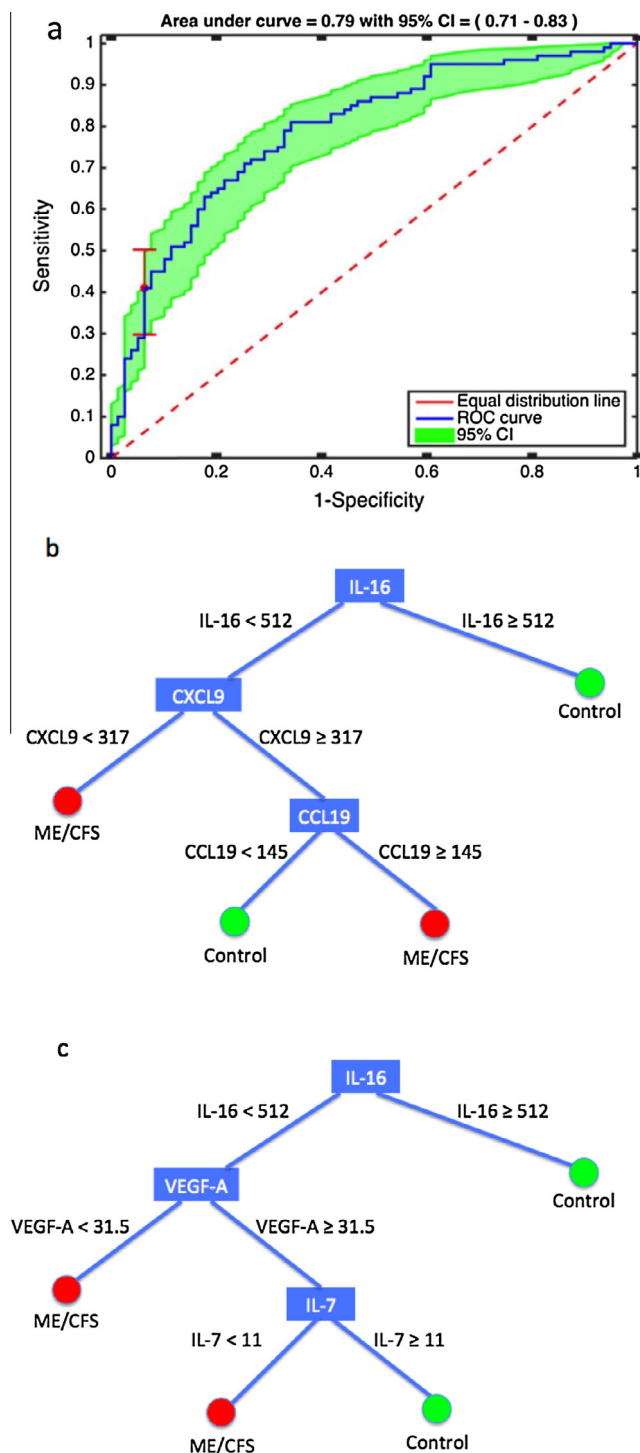 a
Area under curve = 0.79 with 95% CI = ( 0.71 - 0.83 )
1
0.9
0.8
0.7
0.6
0.5
0.4
0.3
0.2
0.1
0
Sensitivity
Equal distribution line
ROC curve
95% CI
0 0.2 0.4 0.6 0.8 1
1-Specificity
b
IL-16
IL-16 < 512 IL-16 ≥ 512
CXCL9
Control
CXCL9 < 317 CXCL9 ≥ 317
ME/CFS
CCL19
CCL19 < 145 CCL19 ≥ 145
Control ME/CFS
c
IL-16
IL-16 < 512 IL-16 ≥ 512
VEGF-A
Control
VEGF-A < 31.5 VEGF-A ≥ 31.5
ME/CFS
IL-7
IL-7 < 11 IL-7 ≥ 11
ME/CFS Control